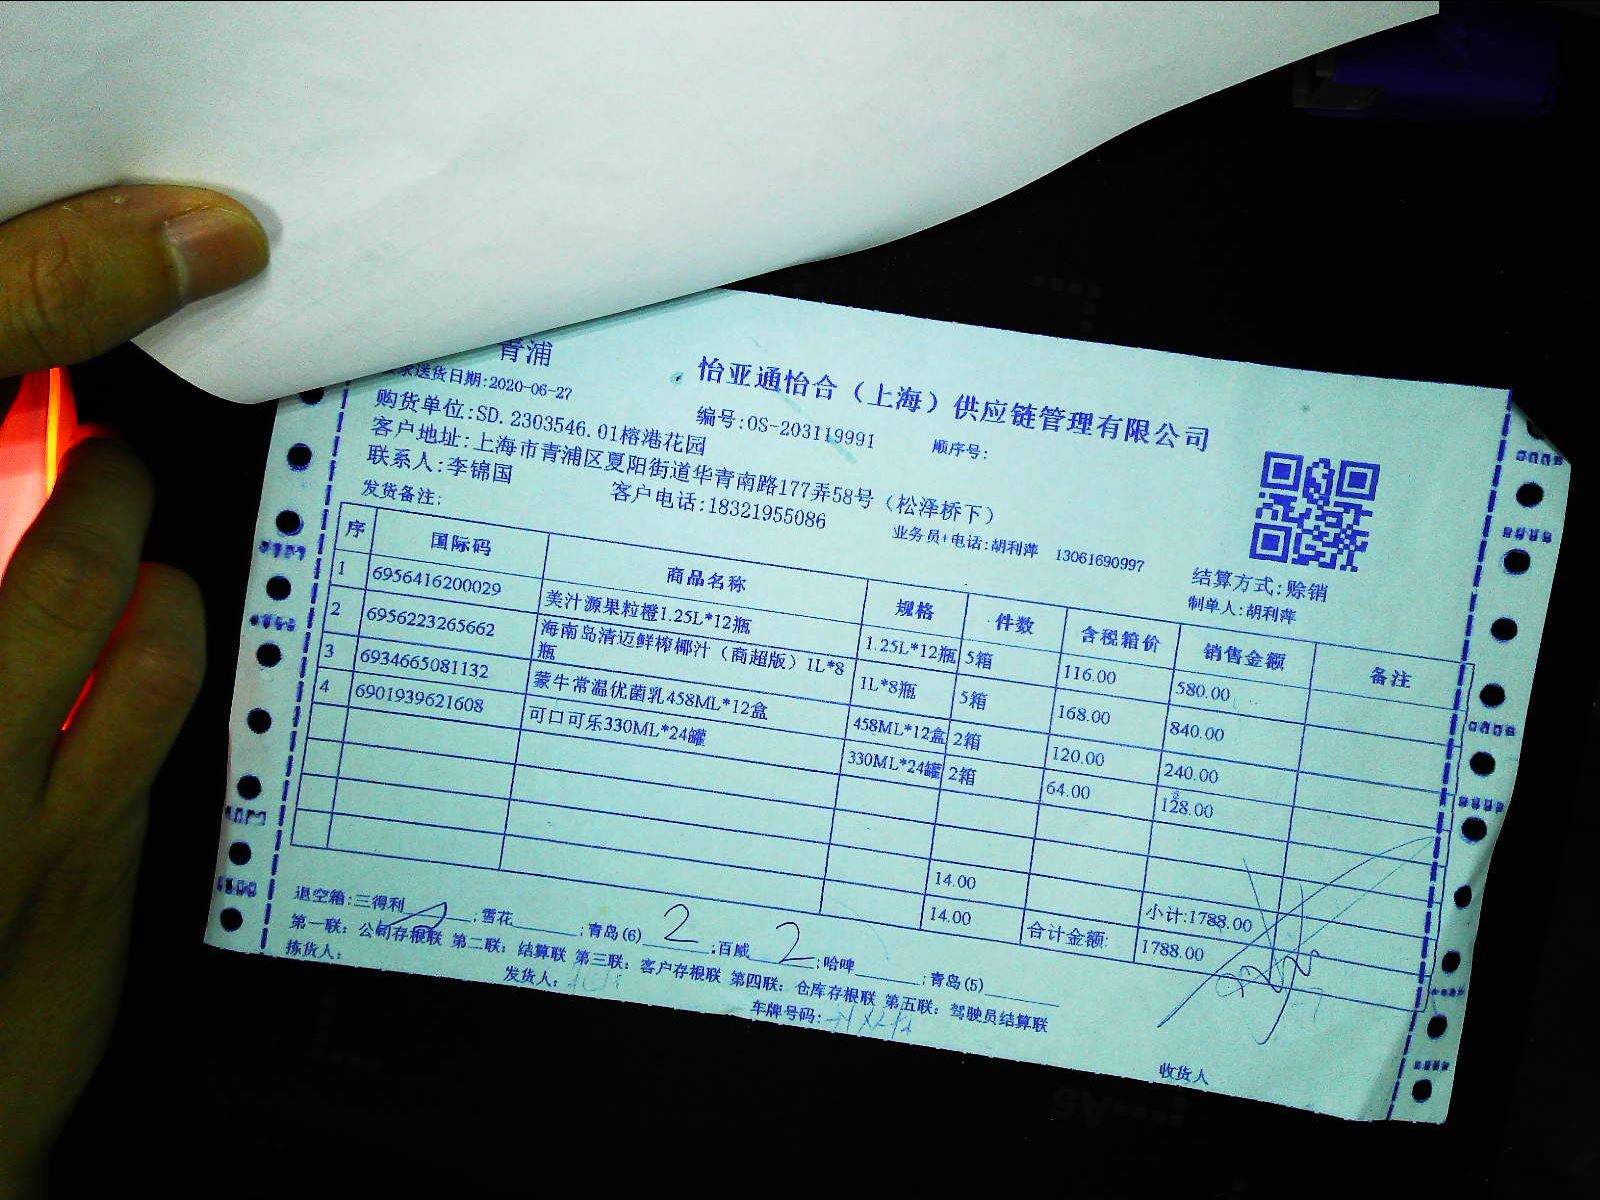 青浦
怡亚通怡合（上海）供应链管理有限公司
送货日期:2020-06-27
编号:OS-203119991
顺序号:
购货单位:SD.2303546.01榕港花园
客户地址:上海市青浦区夏阳街道华青南路177弄58号（松泽桥下）
联系人:李锦国
客户电话:18321955086
业务员+电话:胡利萍 13061690997
结算方式:赊销
发货备注:
制单人:胡利萍
序 国际码 商品名称 规格 件数 含税箱价 销售金额 备注
1 6956416200029 美汁源果粒橙1.25L*12瓶 1.25L*12瓶 5箱 116.00 580.00
2 6956223265662 海南岛清迈鲜榨椰汁（商超版）1L*8瓶 1L*8瓶 5箱 168.00 840.00
3 6934665081132 蒙牛常温优菌乳458ML*12盒 458ML*12盒 2箱 120.00 240.00
4 6901939621608 可口可乐330ML*24罐 330ML*24罐 2箱 64.00 128.00
14.00 小计:1788.00
14.00 合计金额: 1788.00
退空箱:三得利 2 ;雪花 ;青岛(6) 2 ;百威 2 ;哈啤 ;青岛(5)
第一联：公司存根联 第二联：结算联 第三联：客户存根联 第四联：仓库存根联 第五联：驾驶员结算联
拣货人: 发货人: 车牌号码: 收货人